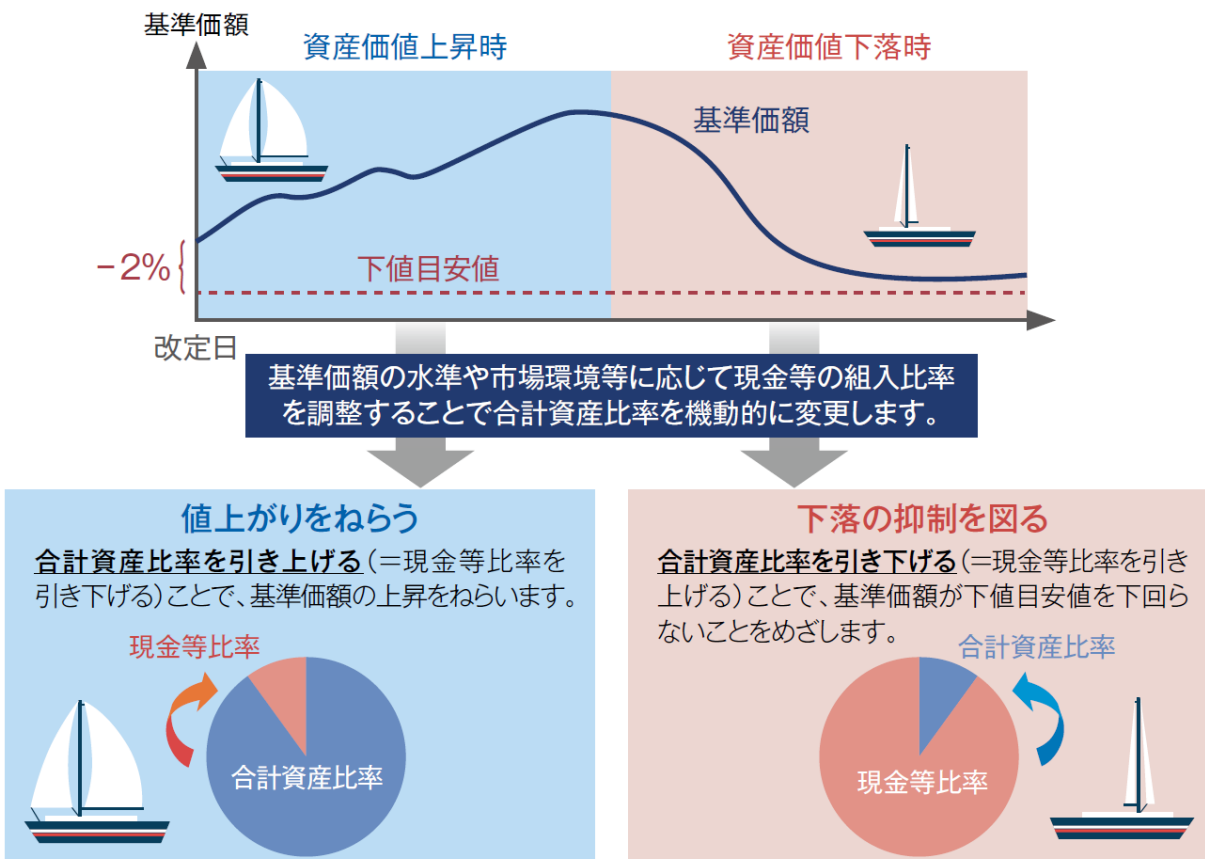 基準価額
資産価値上昇時
資産価値下落時
基準価額
-2%
下値目安値
改定日
基準価額の水準や市場環境等に応じて現金等の組入比率
を調整することで合計資産比率を機動的に変更します。
値上がりをねらう
合計資産比率を引き上げる(=現金等比率を
引き下げる)ことで、基準価額の上昇をねらいます。
現金等比率
合計資産比率
下落の抑制を図る
合計資産比率を引き下げる(=現金等比率を引き
上げる)ことで、基準価額が下値目安値を下回ら
ないことをめざします。
合計資産比率
現金等比率